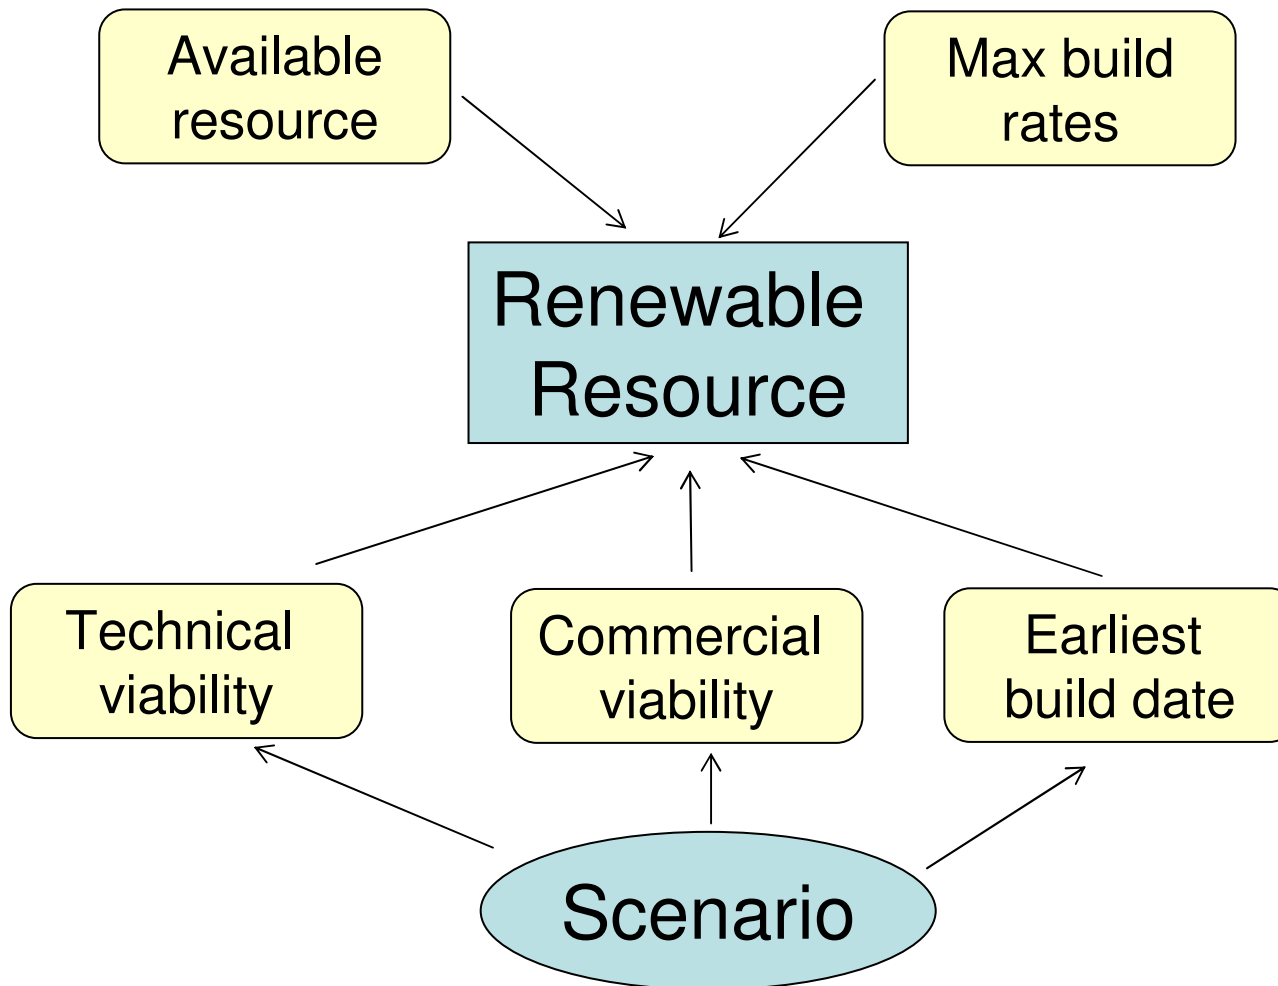 Available
resource
Max build
rates
Renewable
Resource
Technical
viability
Commercial
viability
Earliest
build date
Scenario